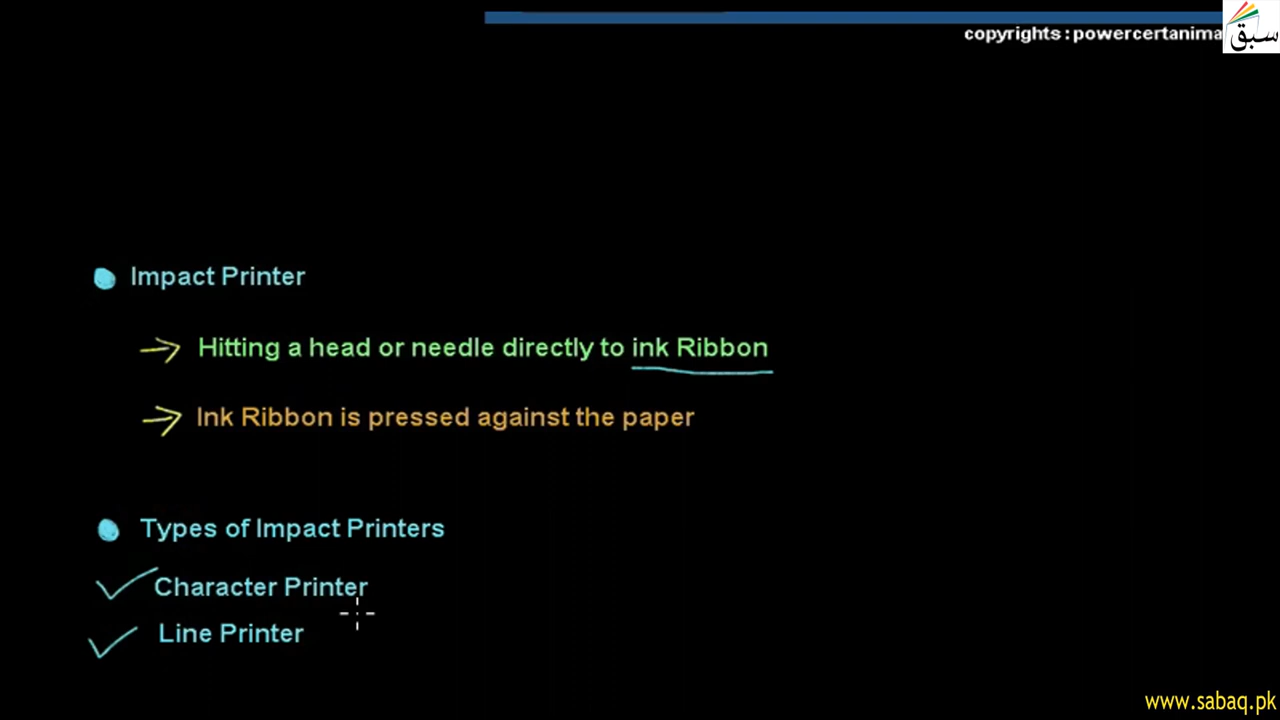 copyrights : powercertanima
سبق
Impact Printer
Hitting a head or needle directly to ink Ribbon
Ink Ribbon is pressed against the paper
Types of Impact Printers
Character Printer
Line Printer
www.sabaq.pk